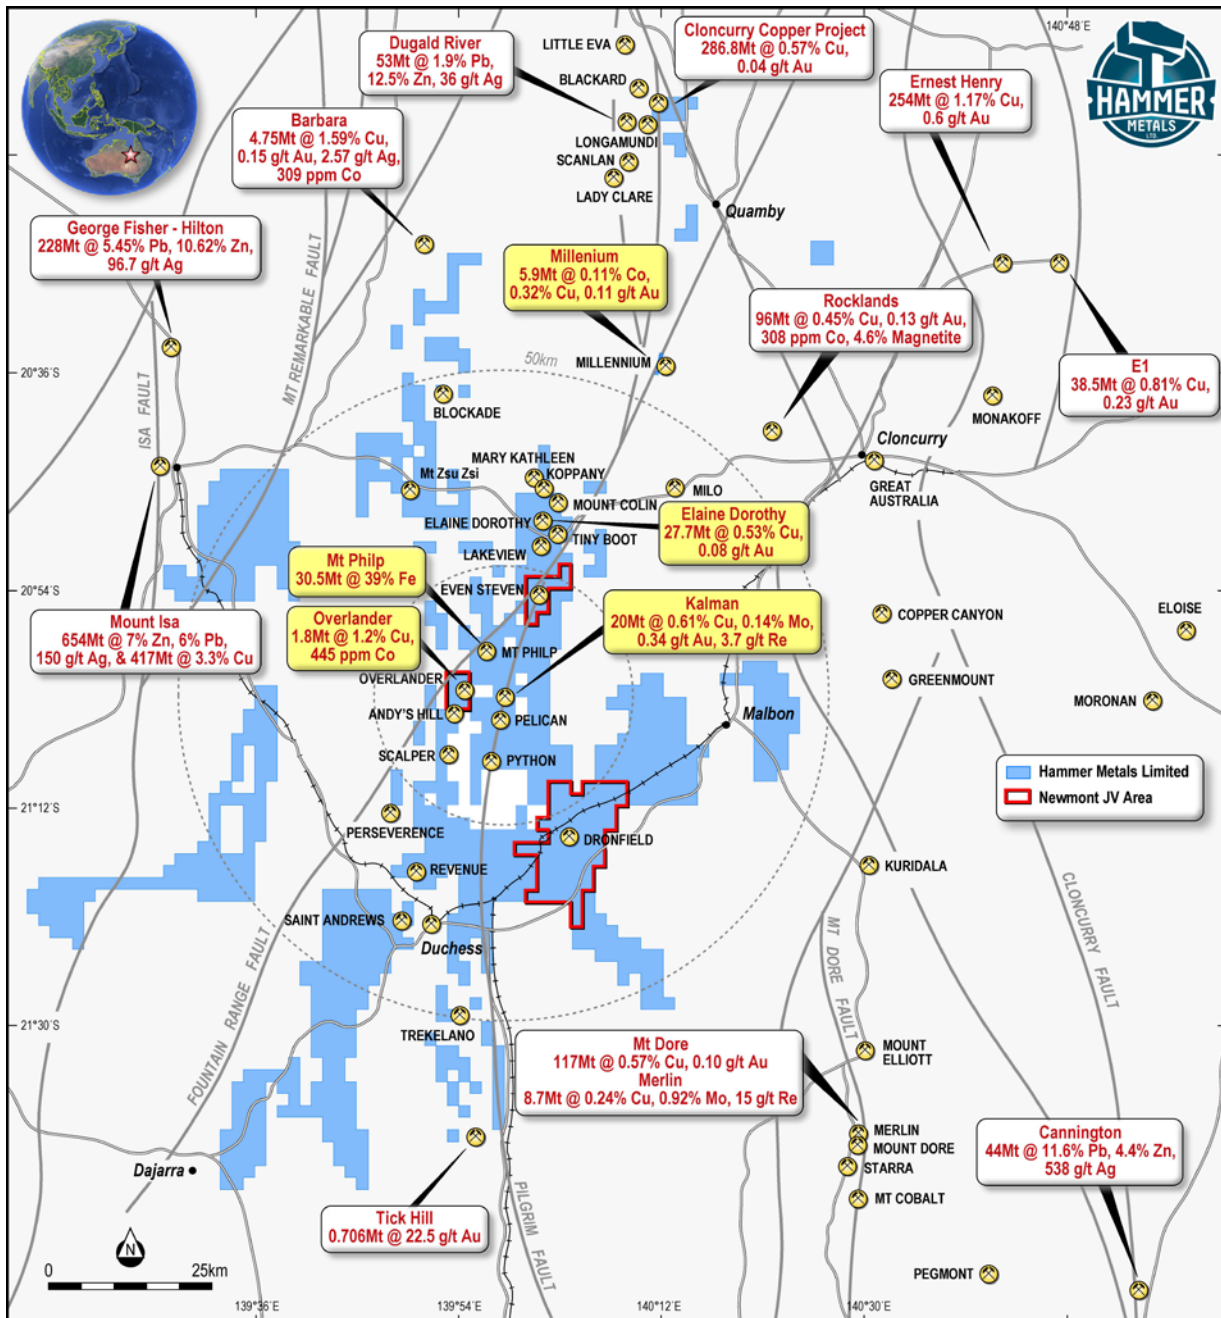 140°48'E
HAMMER
METALS
LTD.
LITTLE EVA
Cloncurry Copper Project
286.8Mt @ 0.57% Cu,
0.04 g/t Au
Dugald River
53Mt @ 1.9% Pb,
12.5% Zn, 36 g/t Ag
BLACKARD
Ernest Henry
254Mt @ 1.17% Cu,
0.6 g/t Au
Barbara
4.75Mt @ 1.59% Cu,
0.15 g/t Au, 2.57 g/t Ag,
309 ppm Co
LONGAMUNDI
SCANLAN
LADY CLARE
Quamby
George Fisher - Hilton
228Mt @ 5.45% Pb, 10.62% Zn,
96.7 g/t Ag
MT REMARKABLE FAULT
Millenium
5.9Mt @ 0.11% Co,
0.32% Cu, 0.11 g/t Au
Rocklands
96Mt @ 0.45% Cu, 0.13 g/t Au,
308 ppm Co, 4.6% Magnetite
50km
MILLENNIUM
20°36'S
E1
38.5Mt @ 0.81% Cu,
0.23 g/t Au
ISA FAULT
BLOCKADE
MONAKOFF
Cloncurry
MARY KATHLEEN
Mt Zsu Zsi
KOPPANY
MILO
GREAT
AUSTRALIA
MOUNT COLIN
ELAINE DOROTHY
Elaine Dorothy
27.7Mt @ 0.53% Cu,
0.08 g/t Au
TINY BOOT
LAKEVIEW
Mt Philp
30.5Mt @ 39% Fe
20°54'S
EVEN STEVEN
Kalman
20Mt @ 0.61% Cu, 0.14% Mo,
0.34 g/t Au, 3.7 g/t Re
Mount Isa
654Mt @ 7% Zn, 6% Pb,
150 g/t Ag, & 417Mt @ 3.3% Cu
Overlander
1.8Mt @ 1.2% Cu,
445 ppm Co
COPPER CANYON
ELOISE
MT PHILP
OVERLANDER
GREENMOUNT
MORONAN
ANDY'S HILL
PELICAN
Malbon
SCALPER
PYTHON
Hammer Metals Limited
Newmont JV Area
21°12'S
PERSEVERENCE
DRONFIELD
REVENUE
KURIDALA
CLONCURRY FAULT
SAINT ANDREWS
Duchess
MT DORE FAULT
FOUNTAIN RANGE FAULT
21°30'S
TREKELANO
Mt Dore
117Mt @ 0.57% Cu, 0.10 g/t Au
Merlin
8.7Mt @ 0.24% Cu, 0.92% Mo, 15 g/t Re
MOUNT
ELLIOTT
MERLIN
MOUNT DORE
STARRA
Cannington
44Mt @ 11.6% Pb, 4.4% Zn,
538 g/t Ag
Dajarra
MT COBALT
PILGRIM FAULT
Tick Hill
0.706Mt @ 22.5 g/t Au
N
0
25km
PEGMONT
139°36'E
139°54'E
140°12'E
140°30'E